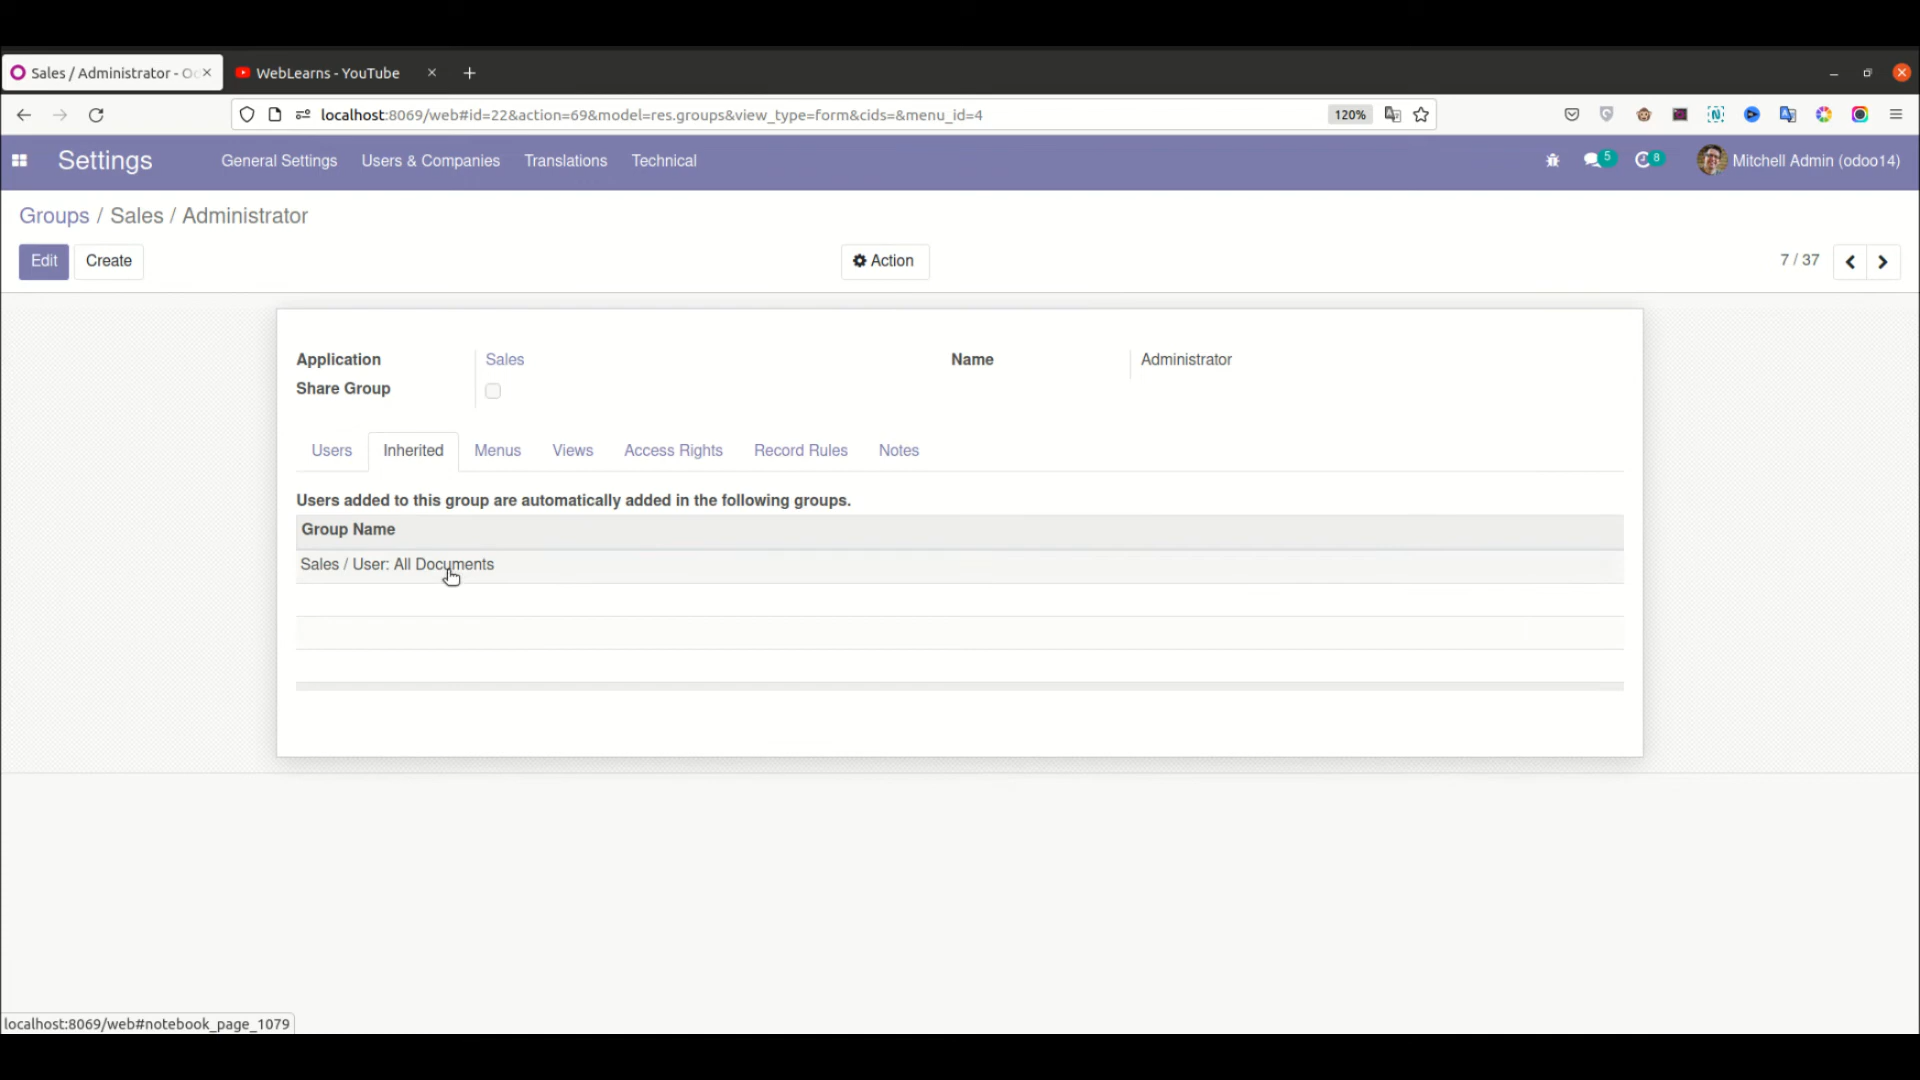 Sales / Administrator - Oc
WebLearns - YouTube
localhost:8069/web#id=22&action=69&model=res.groups&view_type=form&cids=&menu_id=4
120%
Settings
General Settings
Users & Companies
Translations
Technical
5
8
Mitchell Admin (odoo14)
Groups / Sales / Administrator
Edit
Create
Action
7 / 37
Application
Sales
Name
Administrator
Share Group
Users
Inherited
Menus
Views
Access Rights
Record Rules
Notes
Users added to this group are automatically added in the following groups.
Group Name
Sales / User: All Documents
localhost:8069/web#notebook_page_1079